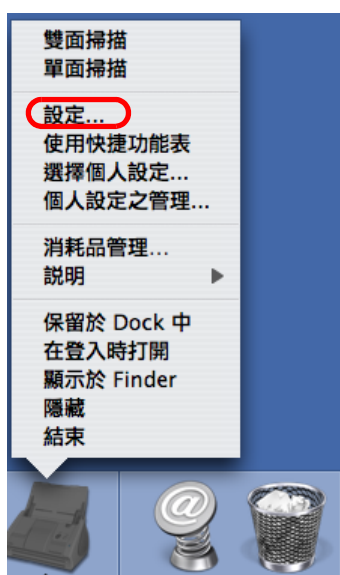 雙面掃描
單面掃描
設定...
使用快捷功能表
選擇個人設定...
個人設定之管理...
消耗品管理...
説明
保留於 Dock 中
在登入時打開
顯示於 Finder
隱藏
結束
@